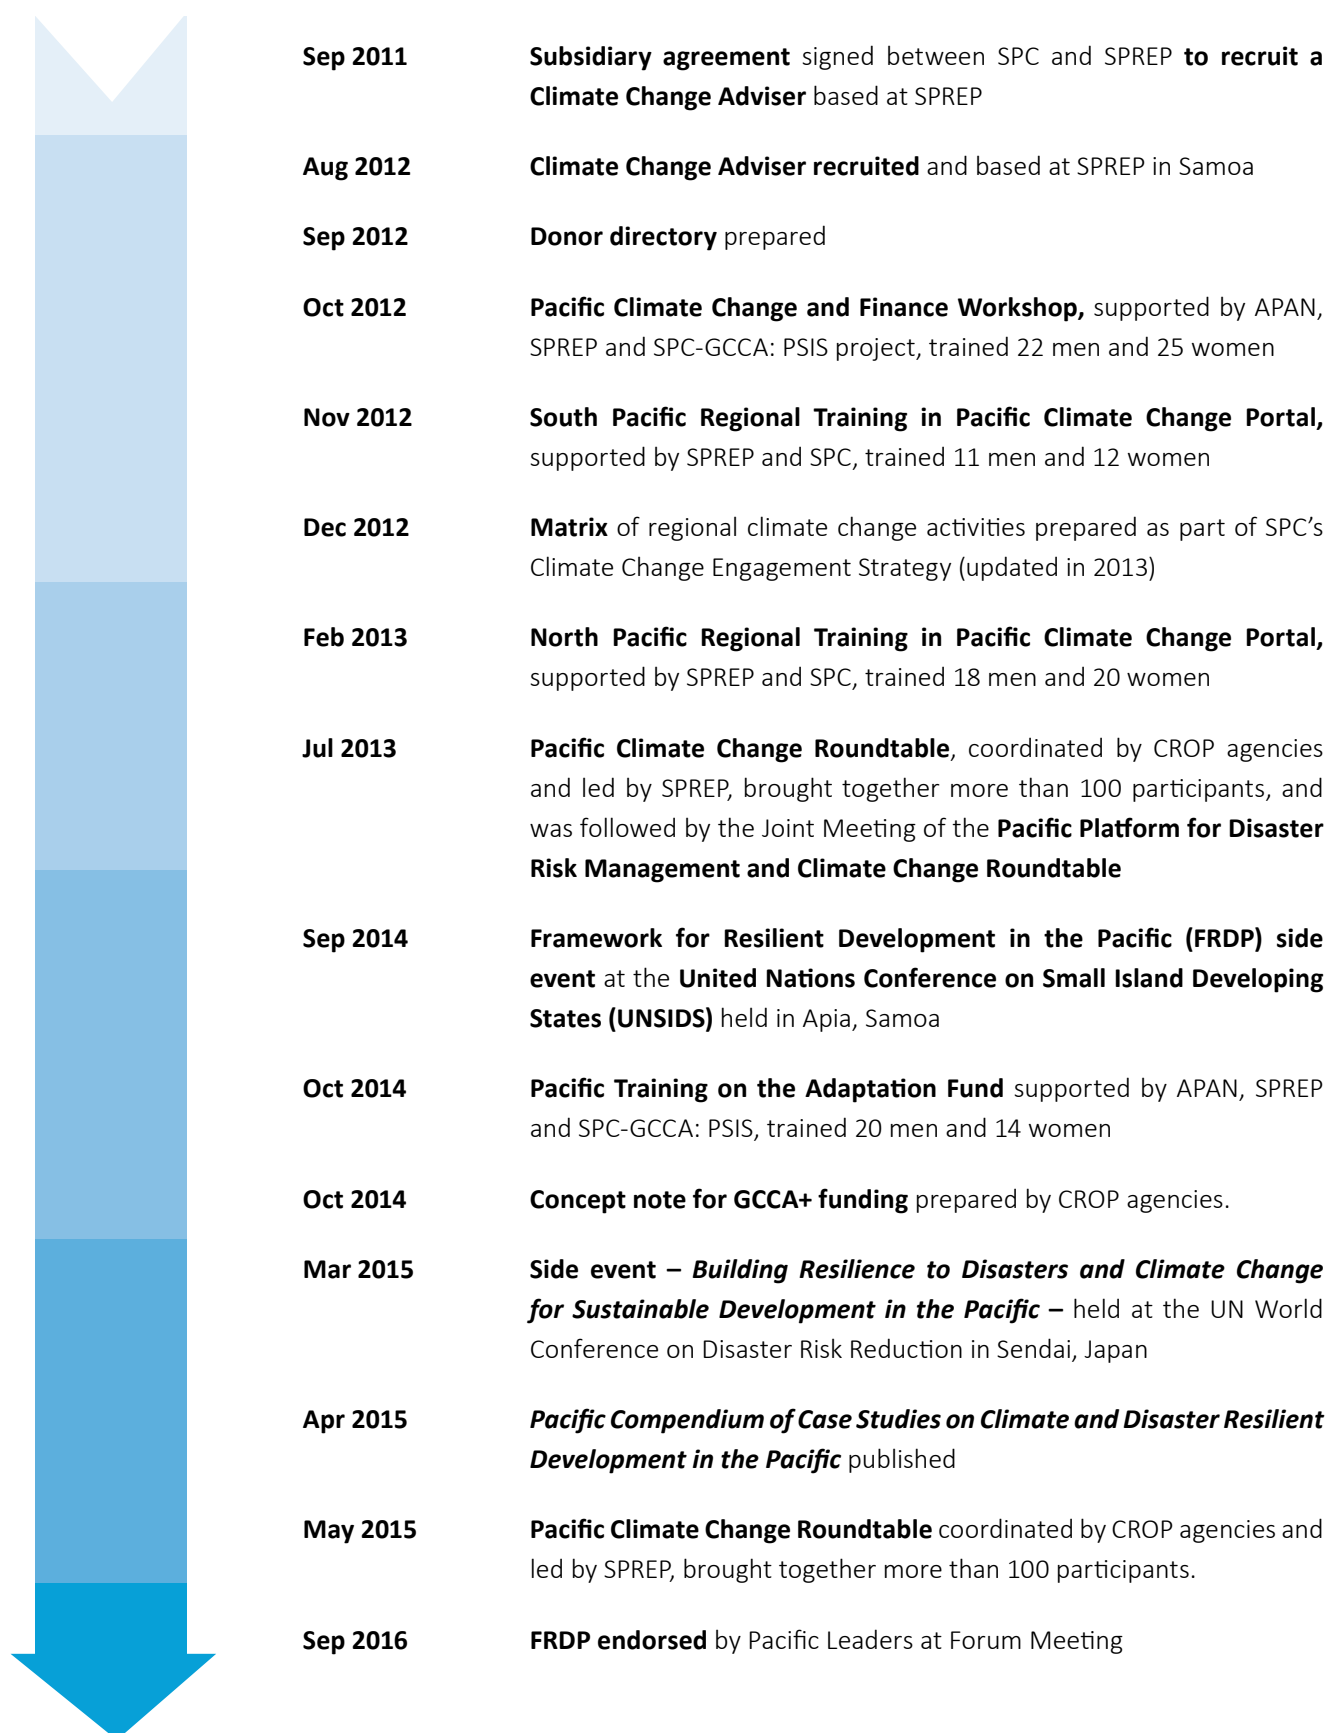 Sep 2011 Subsidiary agreement signed between SPC and SPREP to recruit a
Climate Change Adviser based at SPREP
Aug 2012 Climate Change Adviser recruited and based at SPREP in Samoa
Sep 2012 Donor directory prepared
Oct 2012 Pacific Climate Change and Finance Workshop, supported by APAN,
SPREP and SPC-GCCA: PSIS project, trained 22 men and 25 women
Nov 2012 South Pacific Regional Training in Pacific Climate Change Portal,
supported by SPREP and SPC, trained 11 men and 12 women
Dec 2012 Matrix of regional climate change activities prepared as part of SPC’s
Climate Change Engagement Strategy (updated in 2013)
Feb 2013 North Pacific Regional Training in Pacific Climate Change Portal,
supported by SPREP and SPC, trained 18 men and 20 women
Jul 2013 Pacific Climate Change Roundtable, coordinated by CROP agencies
and led by SPREP, brought together more than 100 participants, and
was followed by the Joint Meeting of the Pacific Platform for Disaster
Risk Management and Climate Change Roundtable
Sep 2014 Framework for Resilient Development in the Pacific (FRDP) side
event at the United Nations Conference on Small Island Developing
States (UNSIDS) held in Apia, Samoa
Oct 2014 Pacific Training on the Adaptation Fund supported by APAN, SPREP
and SPC-GCCA: PSIS, trained 20 men and 14 women
Oct 2014 Concept note for GCCA+ funding prepared by CROP agencies.
Mar 2015 Side event – Building Resilience to Disasters and Climate Change
for Sustainable Development in the Pacific – held at the UN World
Conference on Disaster Risk Reduction in Sendai, Japan
Apr 2015 Pacific Compendium of Case Studies on Climate and Disaster Resilient
Development in the Pacific published
May 2015 Pacific Climate Change Roundtable coordinated by CROP agencies and
led by SPREP, brought together more than 100 participants.
Sep 2016 FRDP endorsed by Pacific Leaders at Forum Meeting